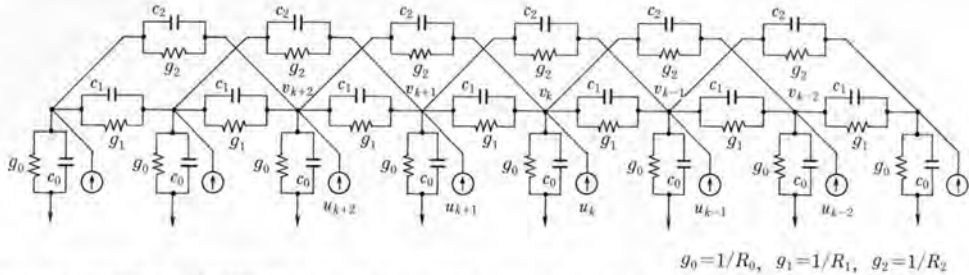 c₂ c₂ c₂ c₂ c₂ c₂
g₂ g₂ g₂ g₂ g₂ g₂
c₁ c₁ v_{k+2} c₁ v_{k+1} c₁ v_k c₁ v_{k−1} c₁ v_{k−2} c₁
g₁ g₁ g₁ g₁ g₁ g₁ g₁
g₀ c₀ g₀ c₀ g₀ c₀ g₀ c₀ g₀ c₀ g₀ c₀ g₀ c₀ g₀ c₀
u_{k+2} u_{k+1} u_k u_{k−1} u_{k−2}
g₀=1/R₀, g₁=1/R₁, g₂=1/R₂